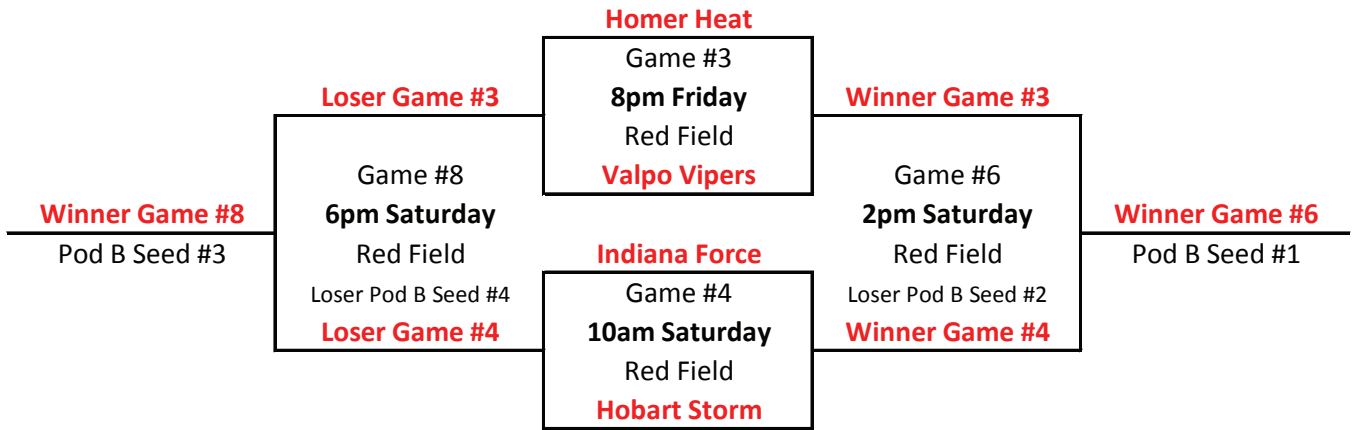 Homer Heat
Game #3
8pm Friday
Red Field
Valpo Vipers
Loser Game #3
Game #8
6pm Saturday
Red Field
Loser Pod B Seed #4
Loser Game #4
Winner Game #3
Game #6
2pm Saturday
Red Field
Loser Pod B Seed #2
Winner Game #4
Winner Game #8
Pod B Seed #3
Winner Game #6
Pod B Seed #1
Indiana Force
Game #4
10am Saturday
Red Field
Hobart Storm